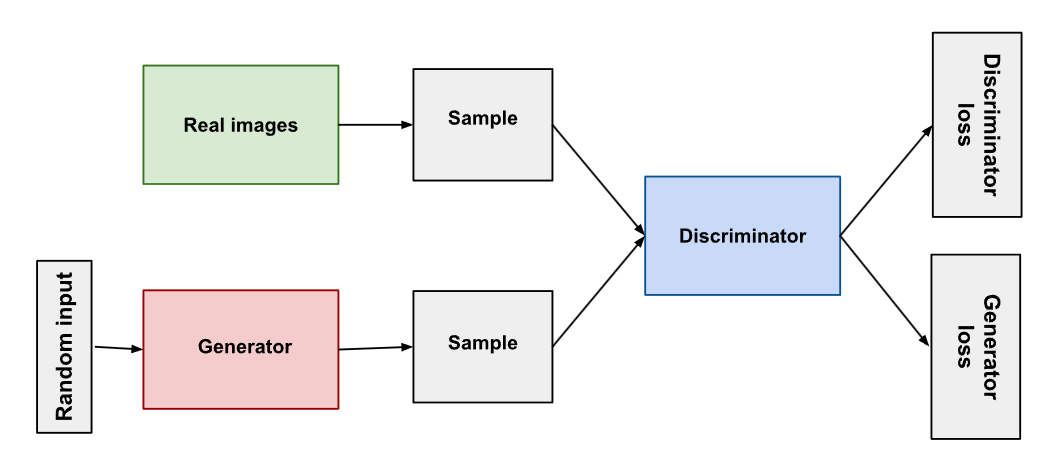 Real images
Sample
Discriminator
loss
Discriminator
Random input
Generator
Sample
Generator
loss